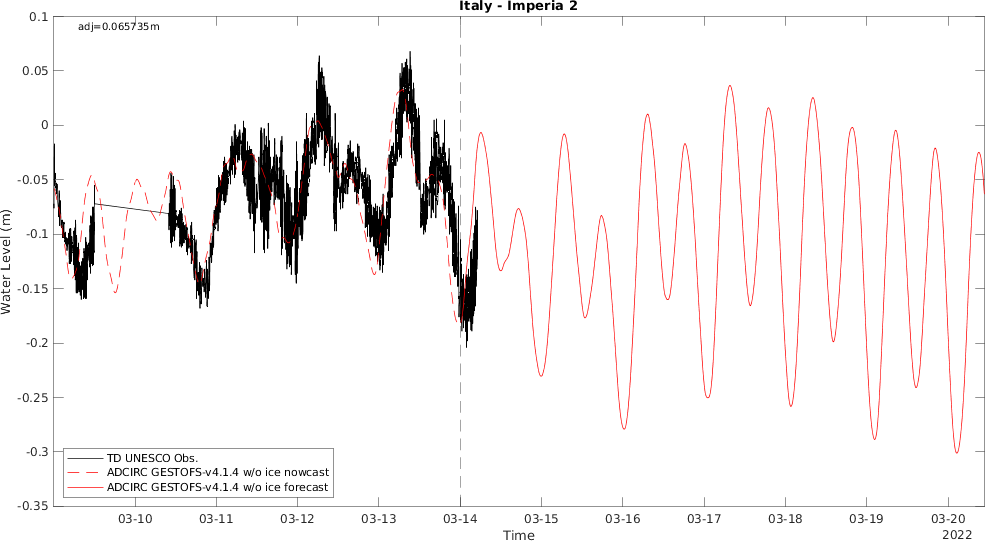 Italy - Imperia 2
adj=0.065735m
0.1
0.05
0
-0.05
-0.1
-0.15
-0.2
-0.25
-0.3
-0.35
Water Level (m)
TD UNESCO Obs.
ADCIRC GESTOFS-v4.1.4 w/o ice nowcast
ADCIRC GESTOFS-v4.1.4 w/o ice forecast
03-10 03-11 03-12 03-13 03-14 03-15 03-16 03-17 03-18 03-19 03-20
Time
2022